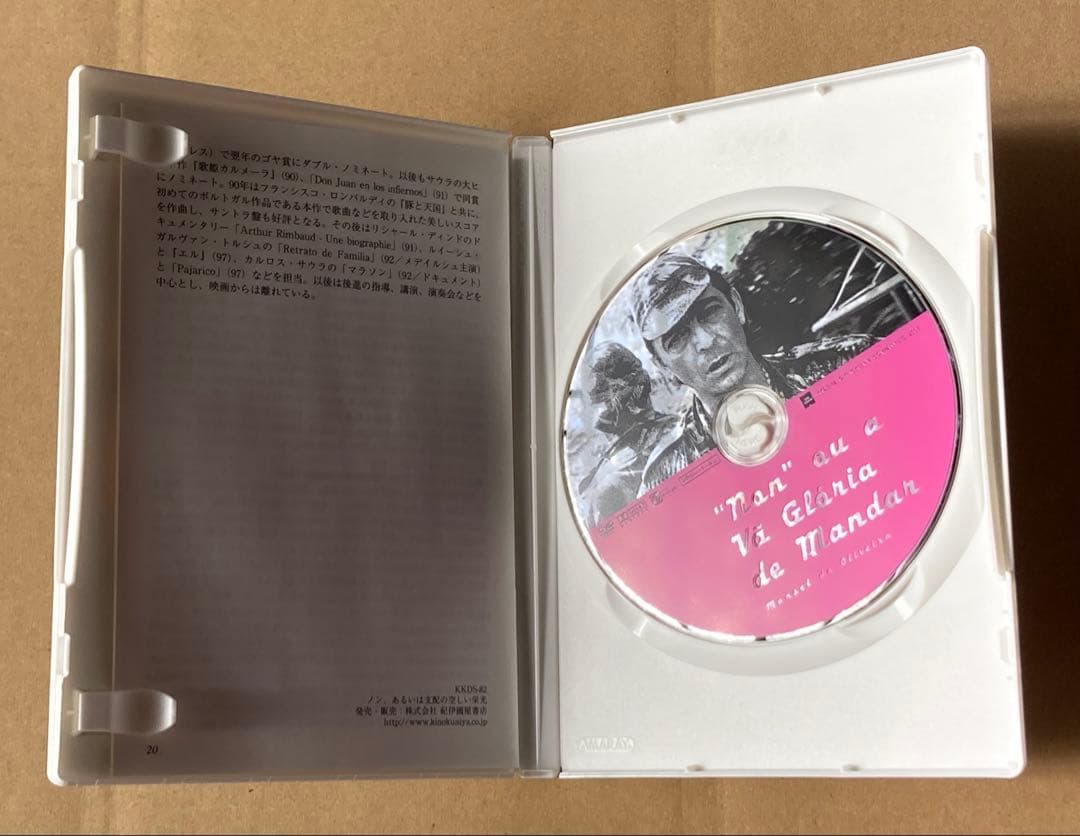 レス）で翌年のゴヤ賞にダブル・ノミネート。以後もサウラの大ヒ
作『歌姫カルメーラ』（90）、「Don Juan en los infiernos」（91）で同賞
にノミネート。90年はフランシスコ・ロンバルディの『豚と天国』と共に、
初めてのポルトガル作品である本作で歌曲などを取り入れた美しいスコア
を作曲し、サントラ盤も好評となる。その後はリシャール・ディンドのド
キュメンタリー「Arthur Rimbaud - Une biographie」（91）、ルイーシュ・
ガルヴァン・トルシュの「Retrato de Familia」（92／メデイルシュ主演）
と『エル』（97）、カルロス・サウラの「マラソン」（92／ドキュメント）
と「Pajarico」（97）などを担当。以後は後進の指導、講演、演奏会などを
中心とし、映画からは離れている。
KKDS-82
ノン、あるいは支配の空しい栄光
発売・販売：株式会社 紀伊國屋書店
http://www.kinokuniya.co.jp
20
"Non" ou a
Vã Glória
de Mandar
Manoel de Oliveira
AMARAY